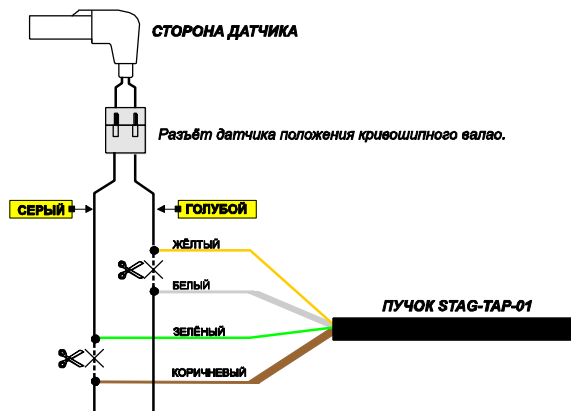 СТОРОНА ДАТЧИКА
Разъёт датчика положения кривошипного валао.
СЕРЫЙ
ГОЛУБОЙ
ЖЁЛТЫЙ
БЕЛЫЙ
ПУЧОК STAG-TAP-01
ЗЕЛЁНЫЙ
КОРИЧНЕВЫЙ